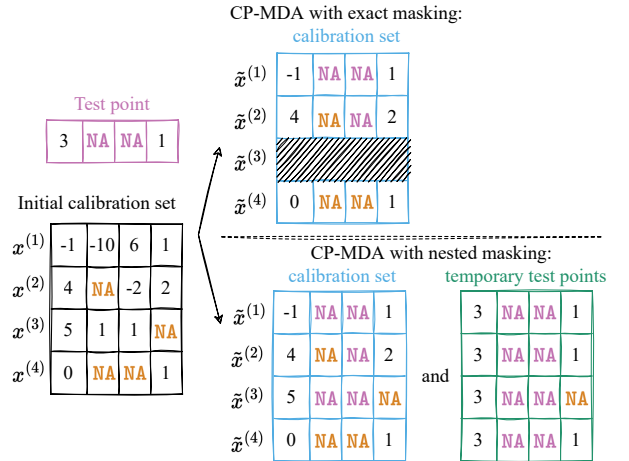 CP-MDA with exact masking:
calibration set
x̃⁽¹⁾ -1 NA NA 1
x̃⁽²⁾ 4 NA NA 2
x̃⁽³⁾
x̃⁽⁴⁾ 0 NA NA 1
Test point
3 NA NA 1
Initial calibration set
x⁽¹⁾ -1 -10 6 1
x⁽²⁾ 4 NA -2 2
x⁽³⁾ 5 1 1 NA
x⁽⁴⁾ 0 NA NA 1
CP-MDA with nested masking:
calibration set
x̃⁽¹⁾ -1 NA NA 1
x̃⁽²⁾ 4 NA NA 2
x̃⁽³⁾ 5 NA NA NA
x̃⁽⁴⁾ 0 NA NA 1
and
temporary test points
3 NA NA 1
3 NA NA 1
3 NA NA NA
3 NA NA 1